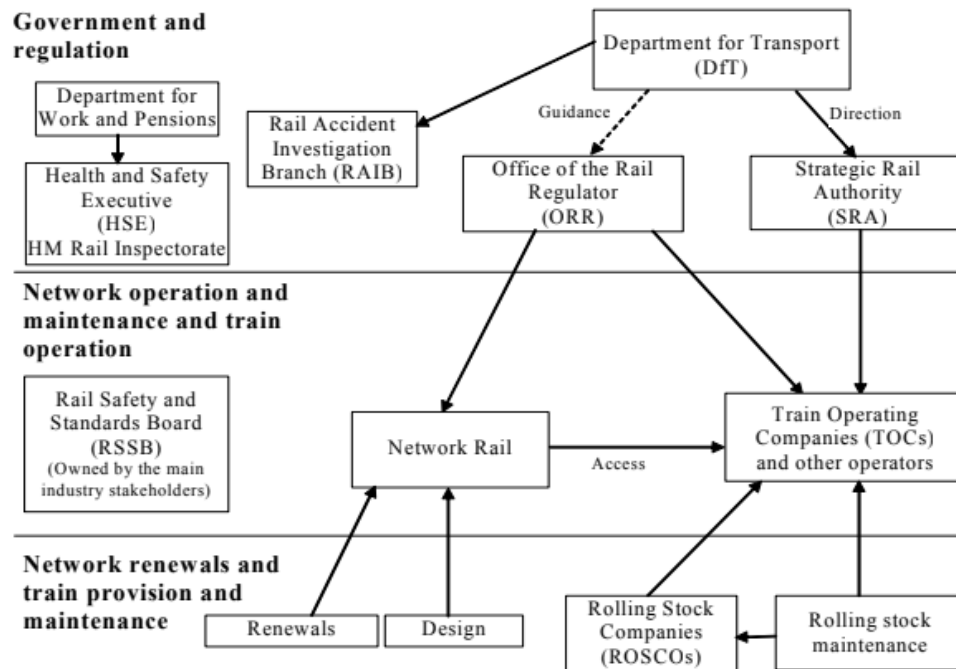 Government and
regulation
Department for Transport
(DfT)
Department for
Work and Pensions
Rail Accident
Investigation
Branch (RAIB)
Guidance
Direction
Health and Safety
Executive
(HSE)
HM Rail Inspectorate
Office of the Rail
Regulator
(ORR)
Strategic Rail
Authority
(SRA)
Network operation and
maintenance and train
operation
Rail Safety and
Standards Board
(RSSB)
(Owned by the main
industry stakeholders)
Network Rail
Access
Train Operating
Companies (TOCs)
and other operators
Network renewals and
train provision and
maintenance
Renewals
Design
Rolling Stock
Companies
(ROSCOs)
Rolling stock
maintenance